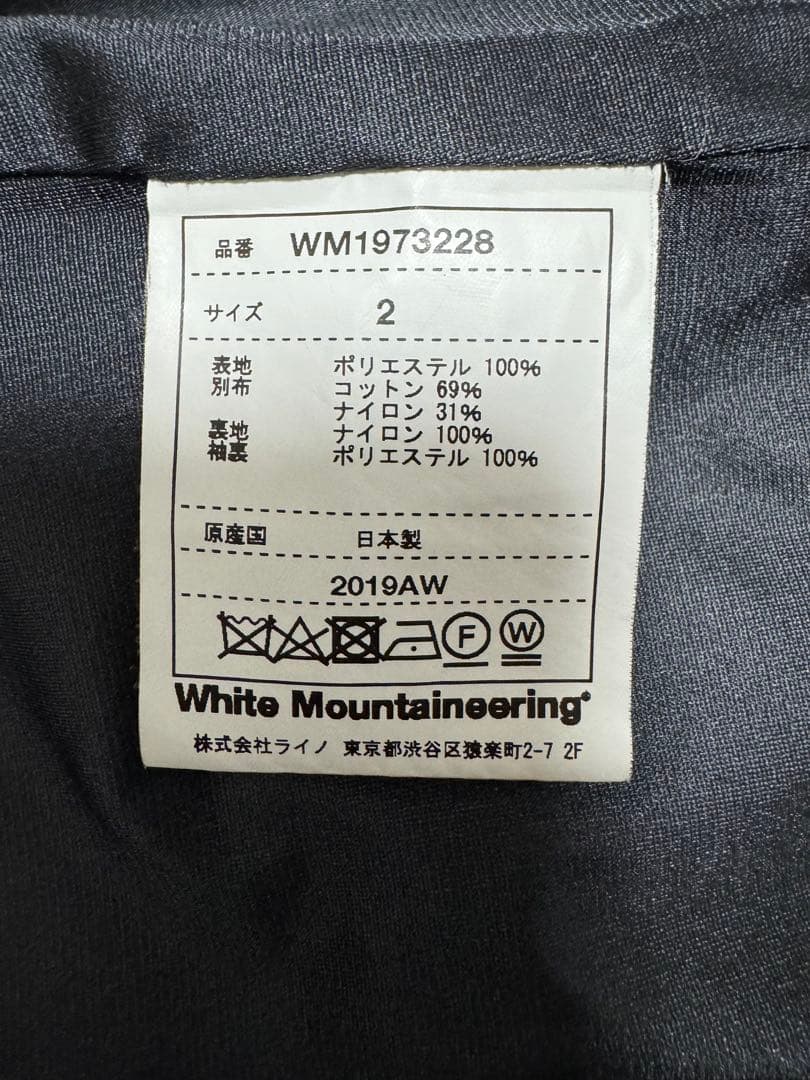 品番 WM1973228
サイズ 2
表地 ポリエステル 100%
別布 コットン 69%
ナイロン 31%
裏地 ナイロン 100%
袖裏 ポリエステル 100%
原産国 日本製
2019AW
F W
White Mountaineering®
株式会社ライノ 東京都渋谷区猿楽町2-7 2F